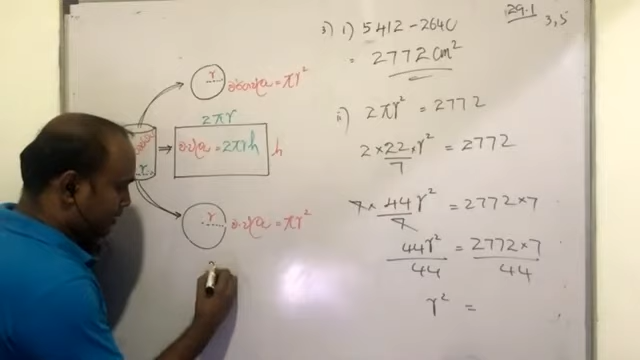 29.1 3,5
3) i) 5412 - 2640
= 2772 cm²
ii) 2πr² = 2772
2 × 22/7 × r² = 2772
7 × 44/7 r² = 2772 × 7
44r²/44 = 2772 × 7/44
r² =
r
= πr²
2πr
= 2πrh
h
r
r
= πr²